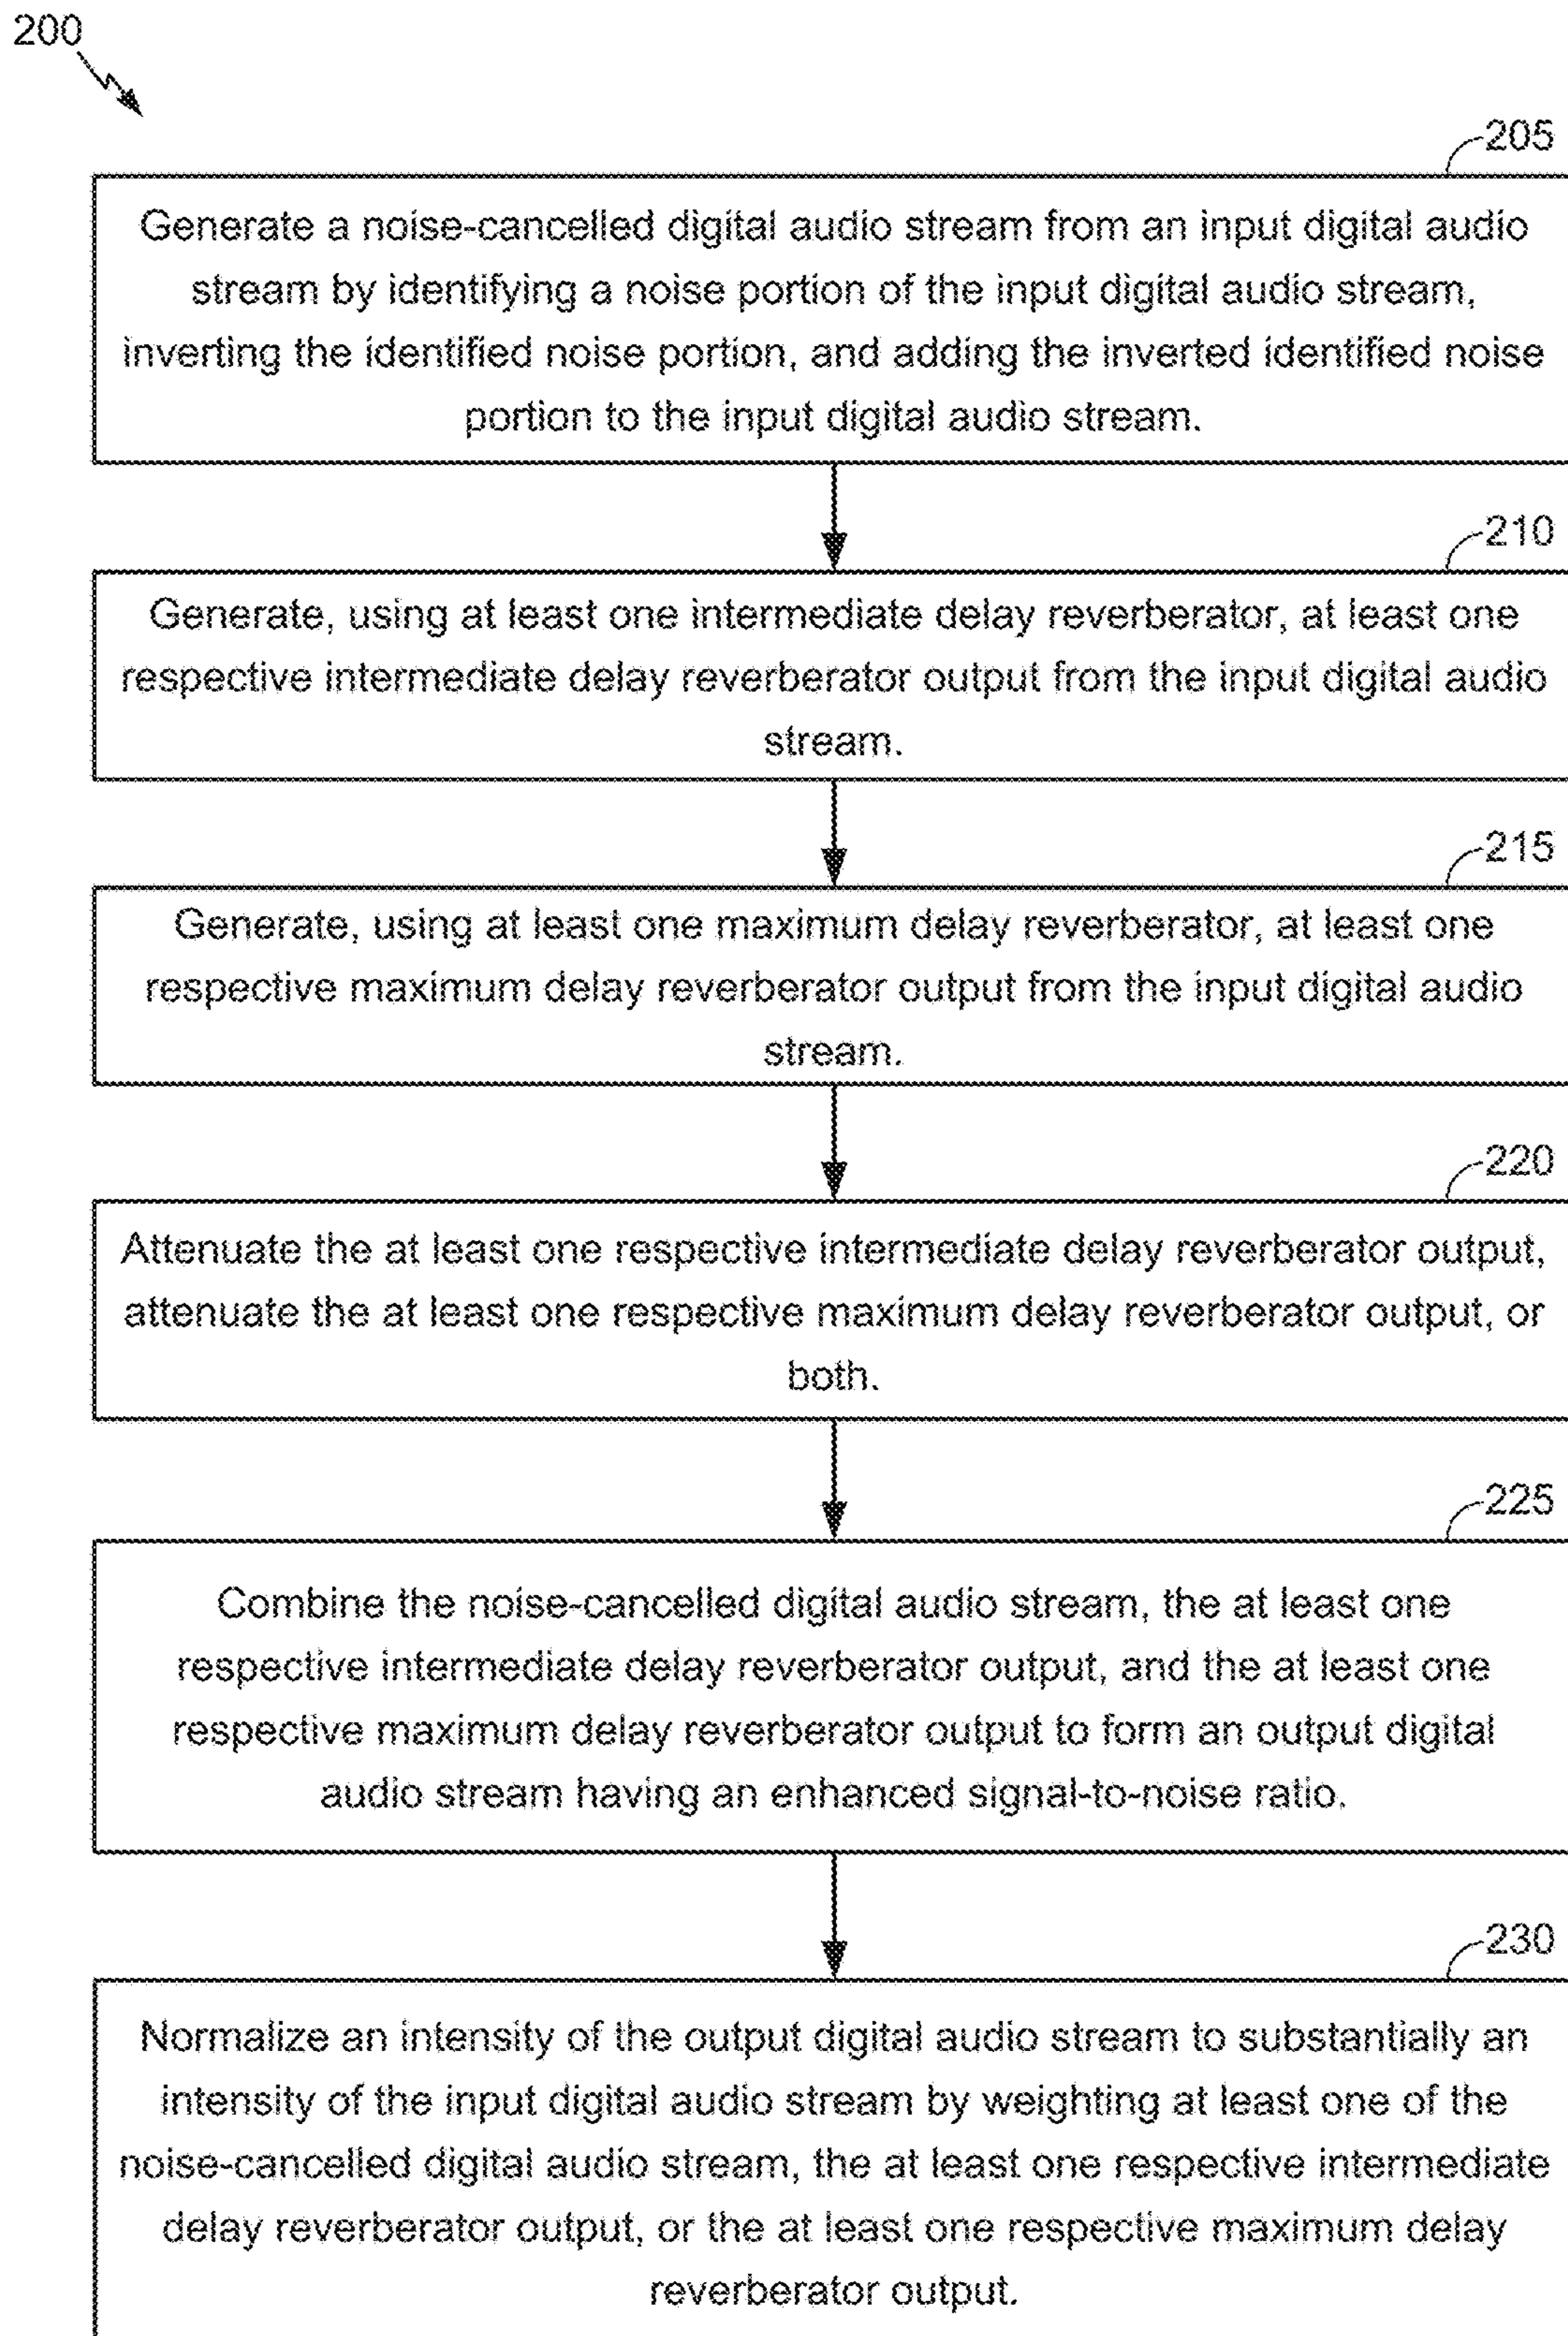 200
205
Generate a noise-cancelled digital audio stream from an input digital audio
stream by identifying a noise portion of the input digital audio stream,
inverting the identified noise portion, and adding the inverted identified noise
portion to the input digital audio stream.
210
Generate, using at least one intermediate delay reverberator, at least one
respective intermediate delay reverberator output from the input digital audio
stream.
215
Generate, using at least one maximum delay reverberator, at least one
respective maximum delay reverberator output from the input digital audio
stream.
220
Attenuate the at least one respective intermediate delay reverberator output,
attenuate the at least one respective maximum delay reverberator output, or
both.
225
Combine the noise-cancelled digital audio stream, the at least one
respective intermediate delay reverberator output, and the at least one
respective maximum delay reverberator output to form an output digital
audio stream having an enhanced signal-to-noise ratio.
230
Normalize an intensity of the output digital audio stream to substantially an
intensity of the input digital audio stream by weighting at least one of the
noise-cancelled digital audio stream, the at least one respective intermediate
delay reverberator output, or the at least one respective maximum delay
reverberator output.